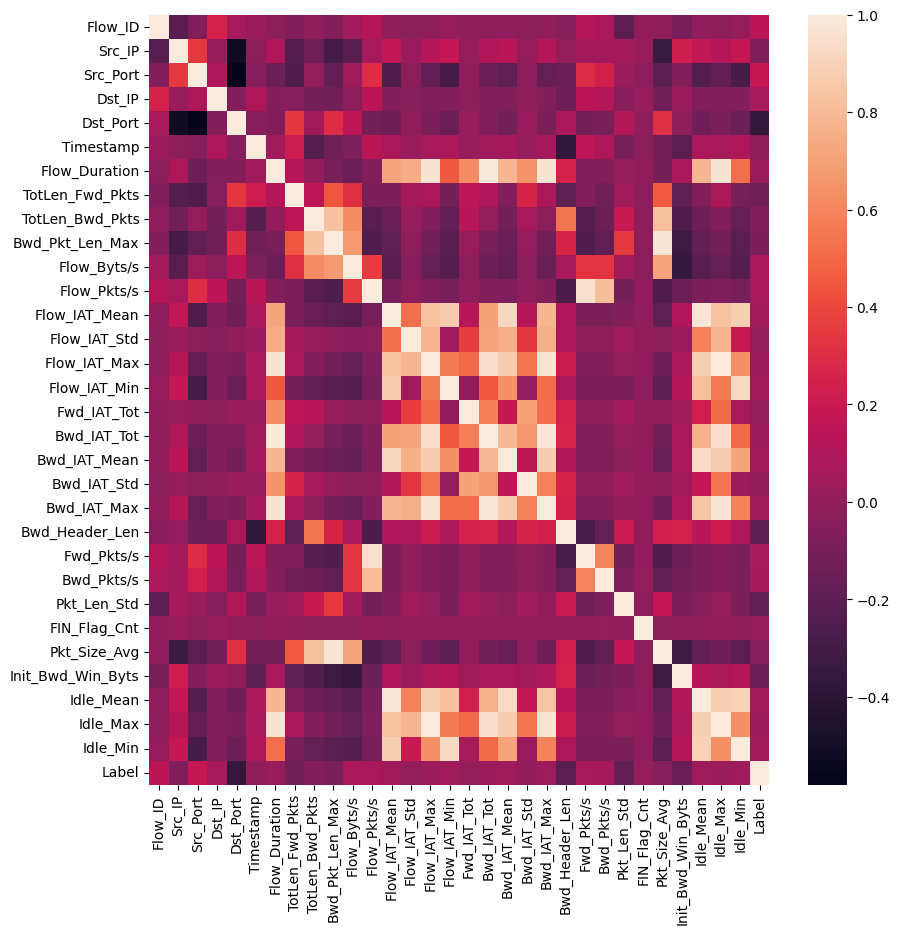 Flow_ID
Src_IP
Src_Port
Dst_IP
Dst_Port
Timestamp
Flow_Duration
TotLen_Fwd_Pkts
TotLen_Bwd_Pkts
Bwd_Pkt_Len_Max
Flow_Byts/s
Flow_Pkts/s
Flow_IAT_Mean
Flow_IAT_Std
Flow_IAT_Max
Flow_IAT_Min
Fwd_IAT_Tot
Bwd_IAT_Tot
Bwd_IAT_Mean
Bwd_IAT_Std
Bwd_IAT_Max
Bwd_Header_Len
Fwd_Pkts/s
Bwd_Pkts/s
Pkt_Len_Std
FIN_Flag_Cnt
Pkt_Size_Avg
Init_Bwd_Win_Byts
Idle_Mean
Idle_Max
Idle_Min
Label
Flow_ID
Src_IP
Src_Port
Dst_IP
Dst_Port
Timestamp
Flow_Duration
TotLen_Fwd_Pkts
TotLen_Bwd_Pkts
Bwd_Pkt_Len_Max
Flow_Byts/s
Flow_Pkts/s
Flow_IAT_Mean
Flow_IAT_Std
Flow_IAT_Max
Flow_IAT_Min
Fwd_IAT_Tot
Bwd_IAT_Tot
Bwd_IAT_Mean
Bwd_IAT_Std
Bwd_IAT_Max
Bwd_Header_Len
Fwd_Pkts/s
Bwd_Pkts/s
Pkt_Len_Std
FIN_Flag_Cnt
Pkt_Size_Avg
Init_Bwd_Win_Byts
Idle_Mean
Idle_Max
Idle_Min
Label
1.0
0.8
0.6
0.4
0.2
0.0
−0.2
−0.4